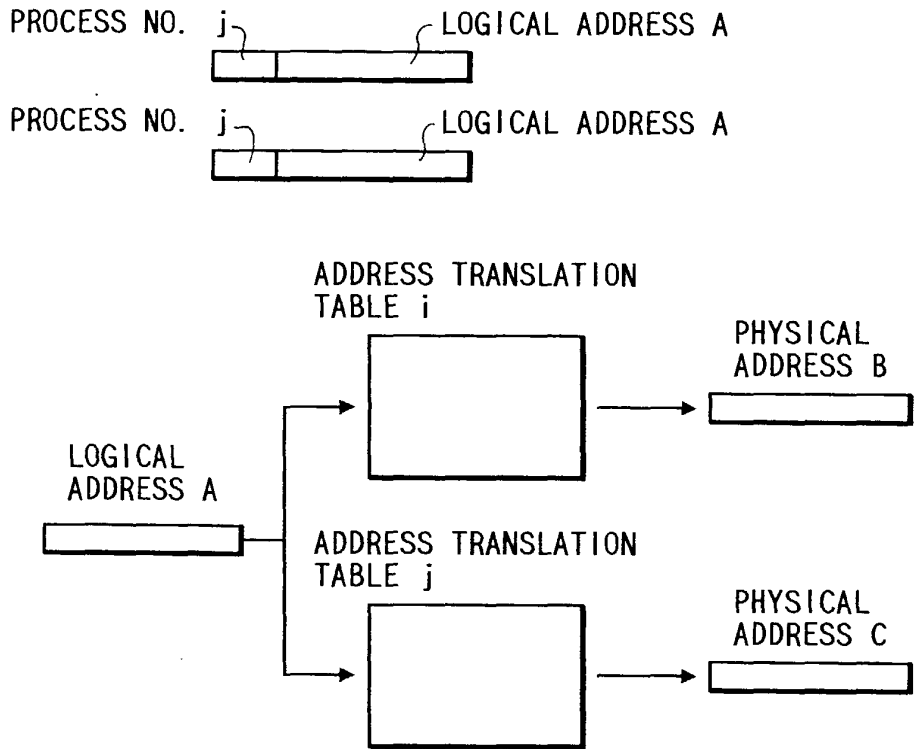 PROCESS NO. j LOGICAL ADDRESS A
PROCESS NO. j LOGICAL ADDRESS A
ADDRESS TRANSLATION
TABLE i
PHYSICAL
ADDRESS B
LOGICAL
ADDRESS A
ADDRESS TRANSLATION
TABLE j
PHYSICAL
ADDRESS C